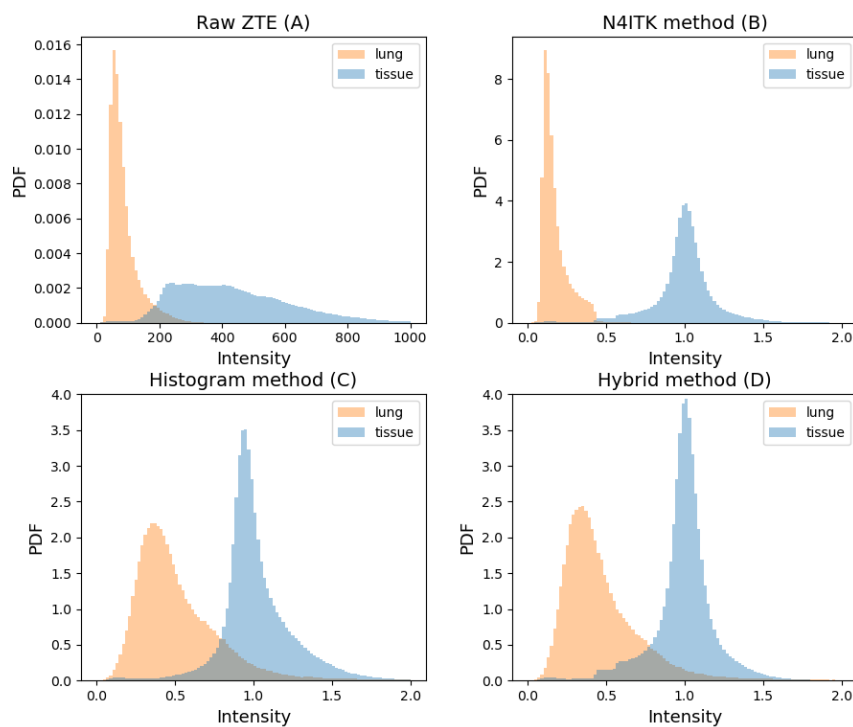 Raw ZTE (A)
lung
tissue
PDF
0.016
0.014
0.012
0.010
0.008
0.006
0.004
0.002
0.000
0
200
400
600
800
1000
Intensity
N4ITK method (B)
lung
tissue
PDF
8
6
4
2
0
0.0
0.5
1.0
1.5
2.0
Intensity
Histogram method (C)
lung
tissue
PDF
4.0
3.5
3.0
2.5
2.0
1.5
1.0
0.5
0.0
0.0
0.5
1.0
1.5
2.0
Intensity
Hybrid method (D)
lung
tissue
PDF
4.0
3.5
3.0
2.5
2.0
1.5
1.0
0.5
0.0
0.0
0.5
1.0
1.5
2.0
Intensity